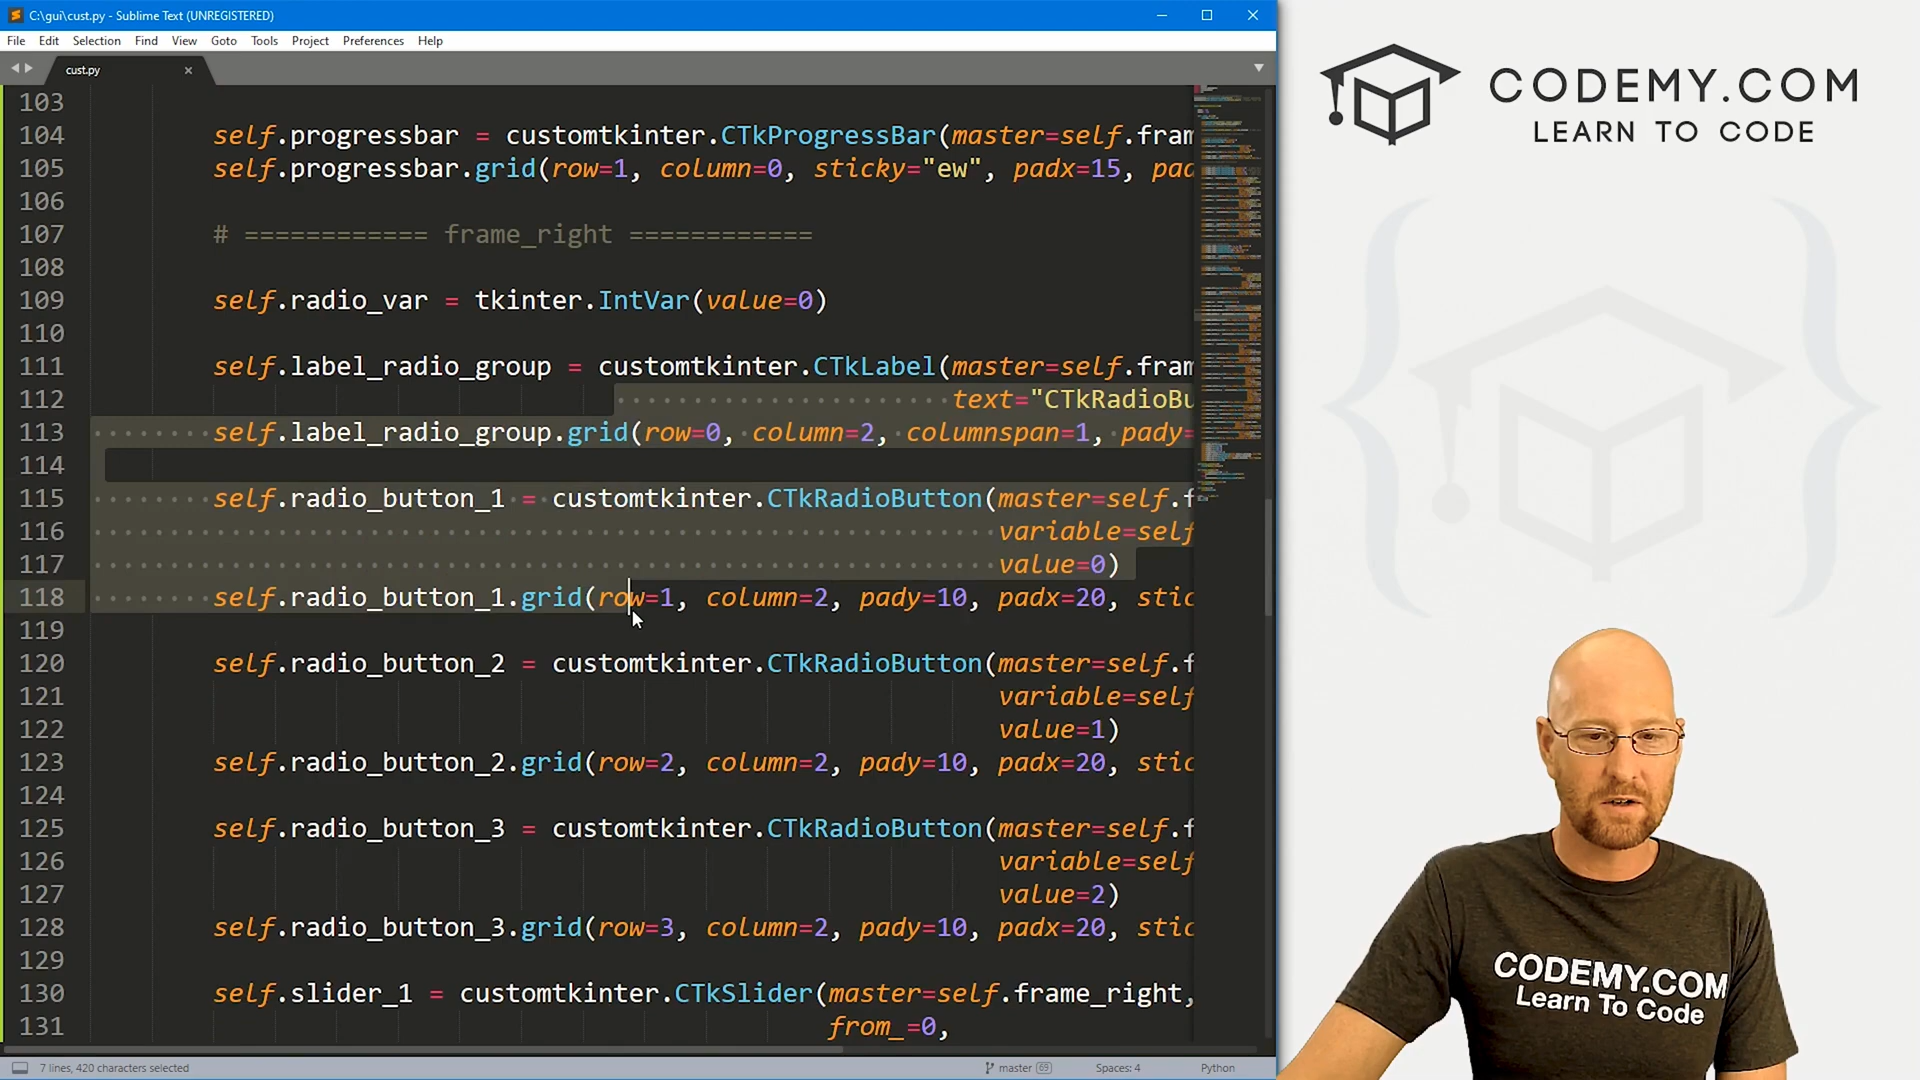 C:\gui\cust.py - Sublime Text (UNREGISTERED)
File Edit Selection Find View Goto Tools Project Preferences Help
cust.py
103
104 self.progressbar = customtkinter.CTkProgressBar(master=self.fram
105 self.progressbar.grid(row=1, column=0, sticky="ew", padx=15, pad
106
107 # ============ frame_right ============
108
109 self.radio_var = tkinter.IntVar(value=0)
110
111 self.label_radio_group = customtkinter.CTkLabel(master=self.fram
112 text="CTkRadioBu
113 self.label_radio_group.grid(row=0, column=2, columnspan=1, pady=
114
115 self.radio_button_1 = customtkinter.CTkRadioButton(master=self.f
116 variable=self
117 value=0)
118 self.radio_button_1.grid(row=1, column=2, pady=10, padx=20, stic
119
120 self.radio_button_2 = customtkinter.CTkRadioButton(master=self.f
121 variable=self
122 value=1)
123 self.radio_button_2.grid(row=2, column=2, pady=10, padx=20, stic
124
125 self.radio_button_3 = customtkinter.CTkRadioButton(master=self.f
126 variable=self
127 value=2)
128 self.radio_button_3.grid(row=3, column=2, pady=10, padx=20, stic
129
130 self.slider_1 = customtkinter.CTkSlider(master=self.frame_right,
131 from_=0,
7 lines, 420 characters selected
master 69
Spaces: 4
Python
CODEMY.COM
LEARN TO CODE
CODEMY.COM
Learn To Code